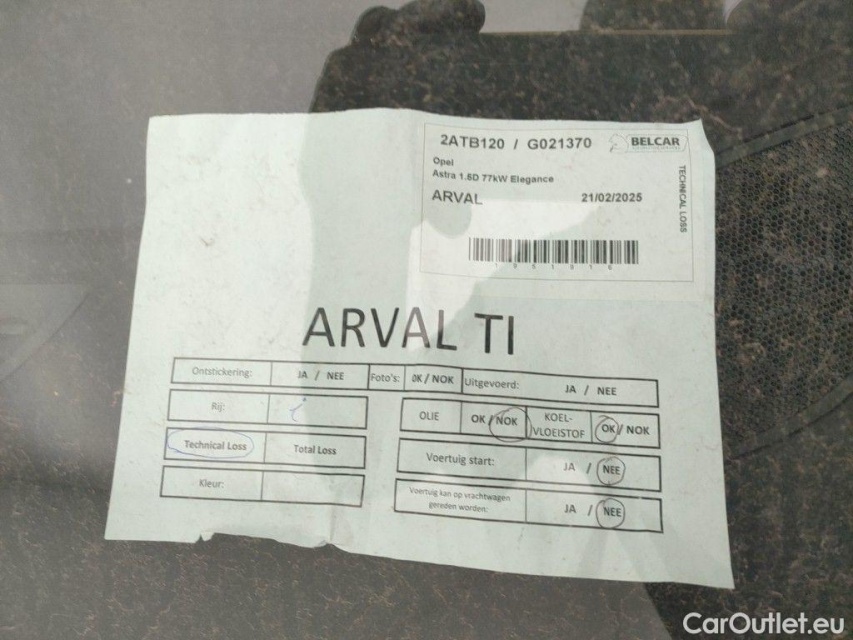 2ATB120 / G021370 BELCAR
Opel
Astra 1.5D 77kW Elegance
ARVAL 21/02/2025
TECHNICAL LOSS
ARVAL TI
Ontstickering: JA / NEE Foto's: OK / NOK Uitgevoerd: JA / NEE
Rij: i OLIE OK / NOK KOEL-VLOEISTOF OK / NOK
Technical Loss Total Loss Voertuig start: JA / NEE
Kleur: Voertuig kan op vrachtwagen
gereden worden: JA / NEE
CarOutlet.eu